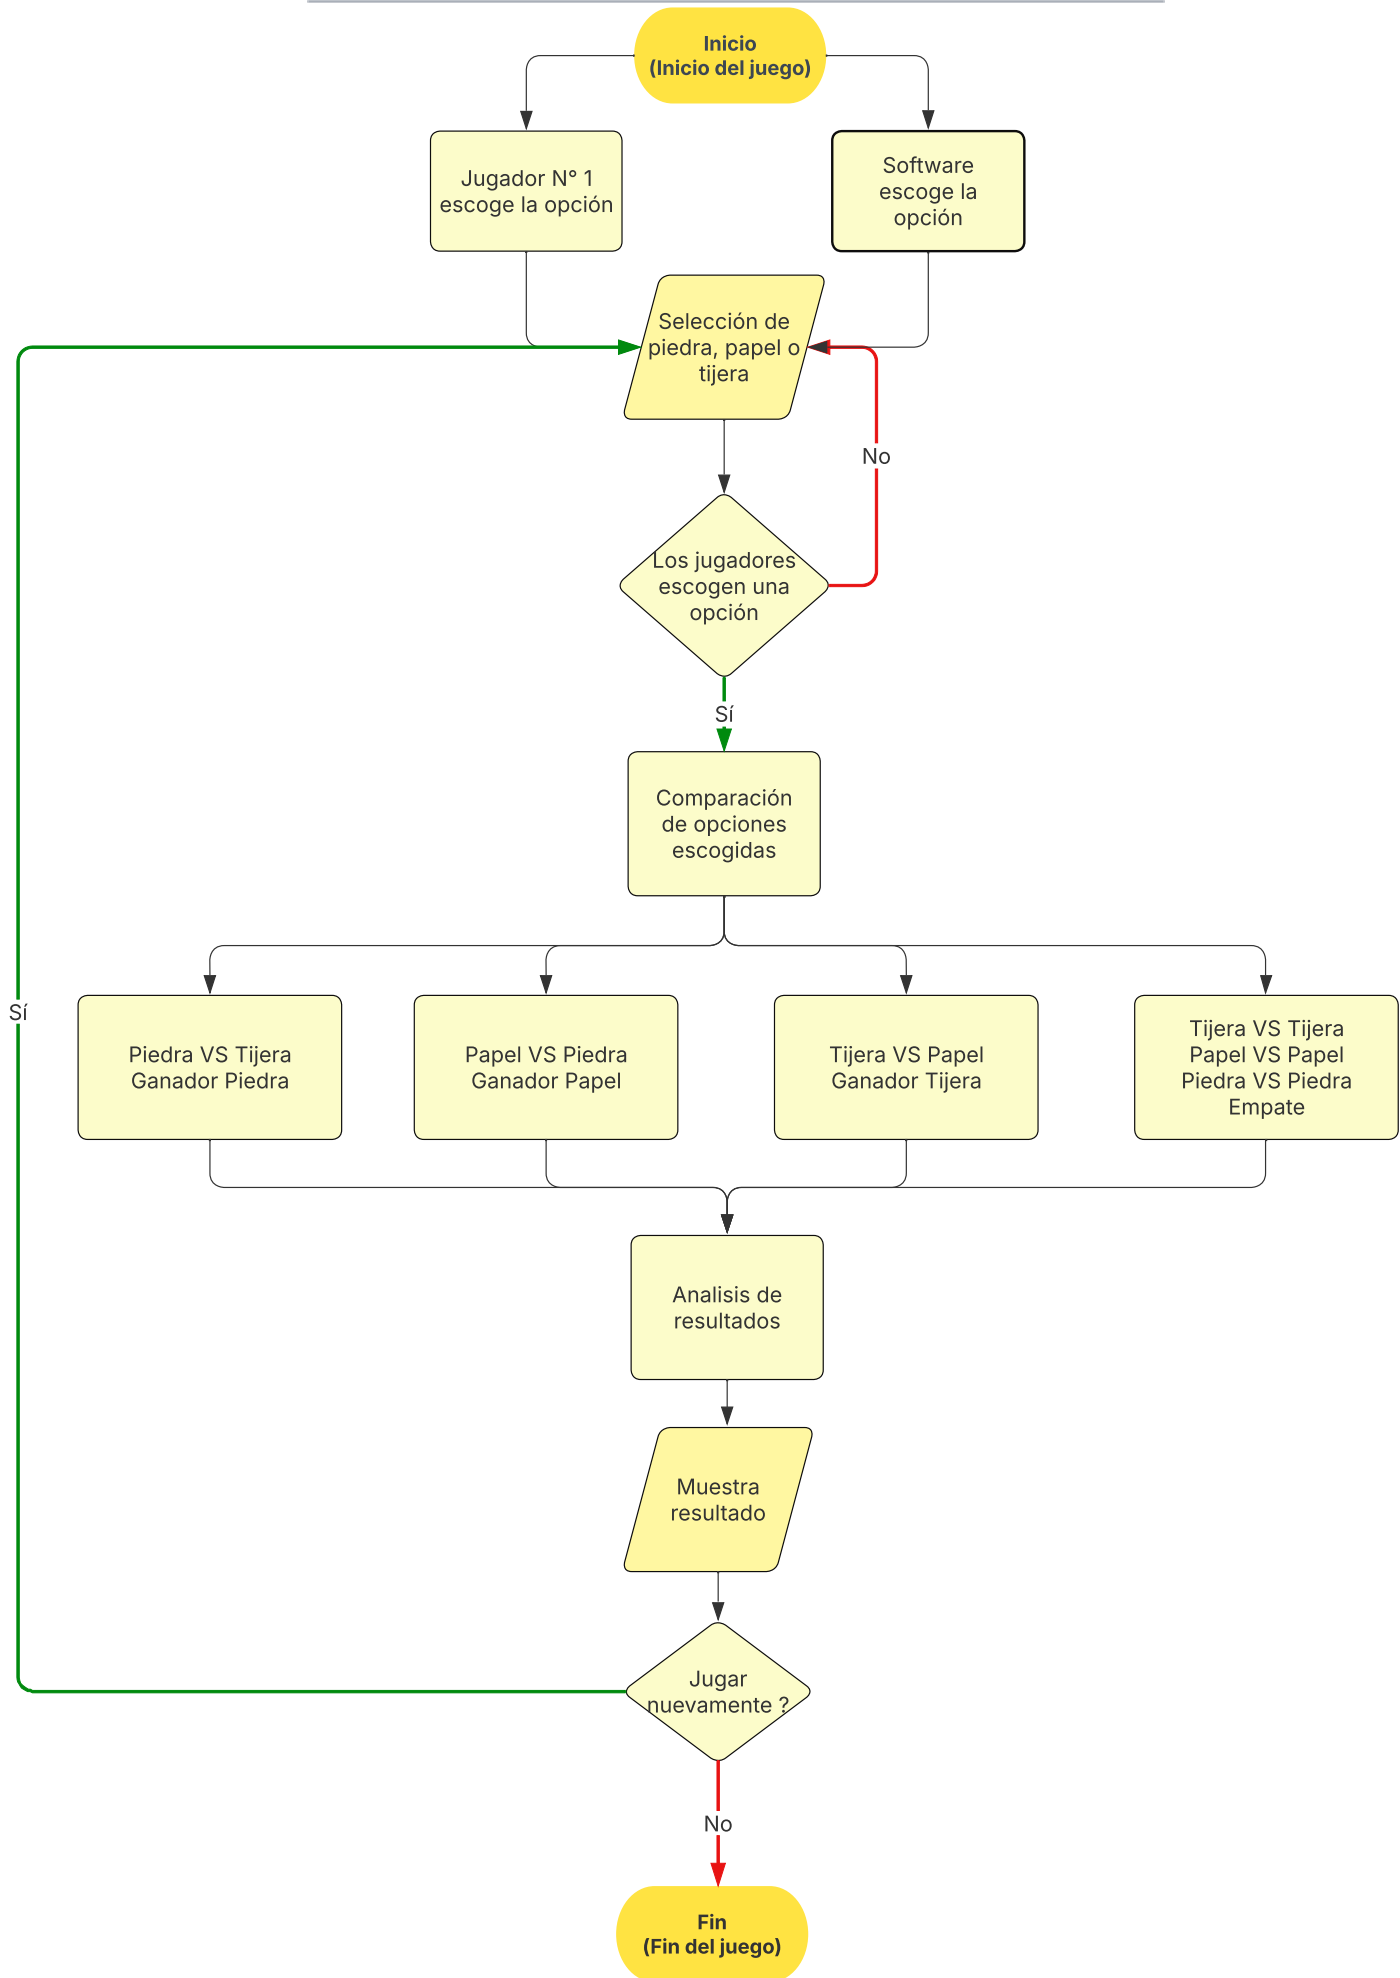 Inicio
(Inicio del juego)
Jugador N° 1
escoge la opción
Software
escoge la
opción
Selección de
piedra, papel o
tijera
No
Los jugadores
escogen una
opción
Sí
Comparación
de opciones
escogidas
Sí
Piedra VS Tijera
Ganador Piedra
Papel VS Piedra
Ganador Papel
Tijera VS Papel
Ganador Tijera
Tijera VS Tijera
Papel VS Papel
Piedra VS Piedra
Empate
Analisis de
resultados
Muestra
resultado
Jugar
nuevamente ?
No
Fin
(Fin del juego)